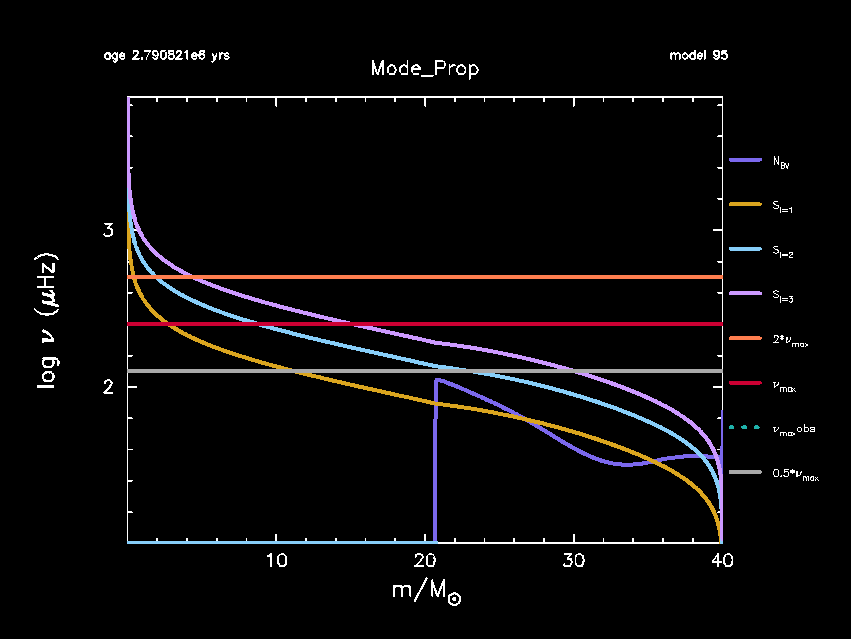 age 2.790821e6 yrs
model 95
Mode_Prop
log ν (μHz)
3
2
10
20
30
40
m/M☉
N_BV
S_l=1
S_l=2
S_l=3
2*ν_max
ν_max
ν_max obs
0.5*ν_max